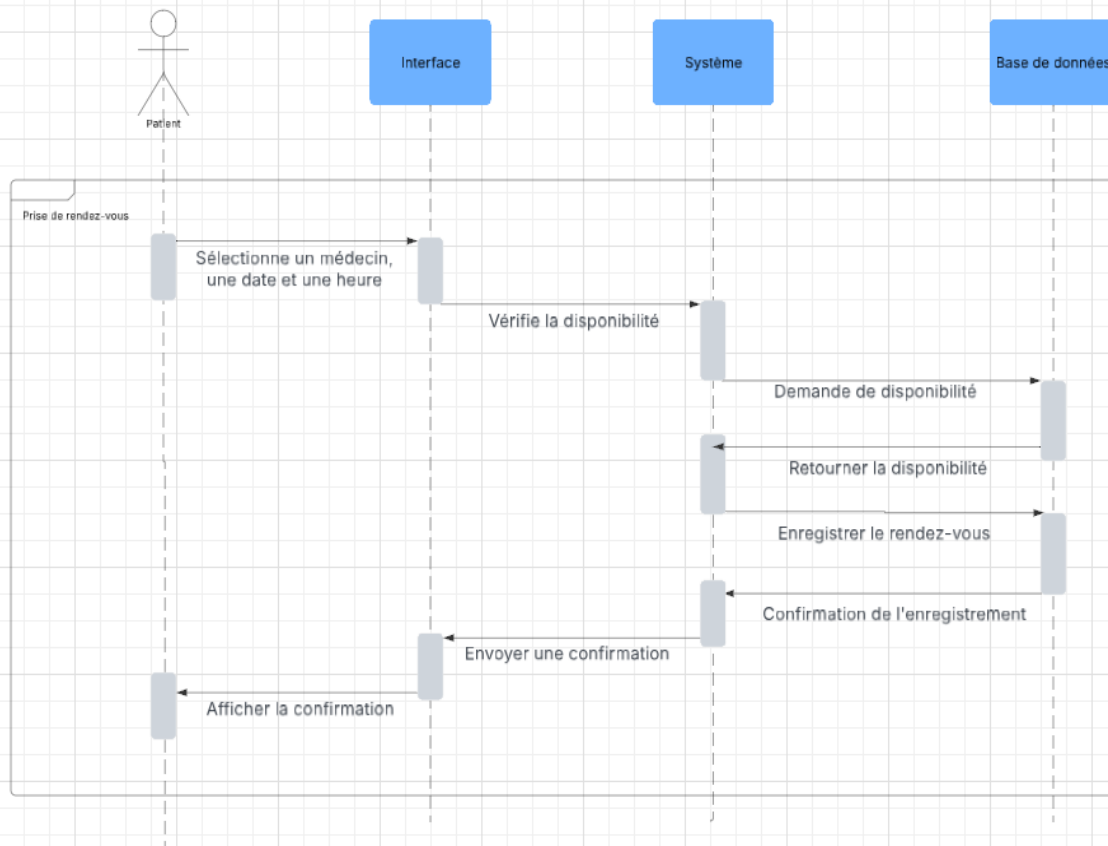 Patient
Interface
Système
Base de données
Prise de rendez-vous
Sélectionne un médecin,
une date et une heure
Vérifie la disponibilité
Demande de disponibilité
Retourner la disponibilité
Enregistrer le rendez-vous
Confirmation de l'enregistrement
Envoyer une confirmation
Afficher la confirmation